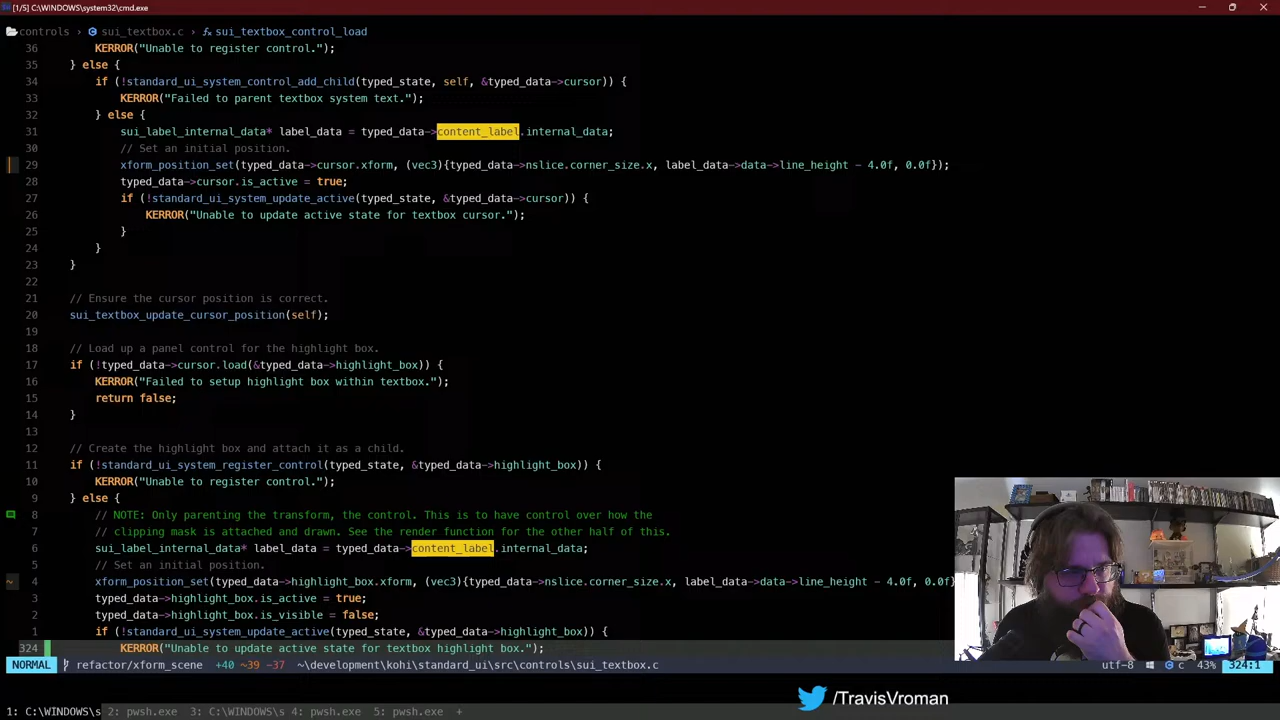 [1/5] C:\WINDOWS\system32\cmd.exe
controls › sui_textbox.c › sui_textbox_control_load
36 KERROR("Unable to register control.");
35 } else {
34 if (!standard_ui_system_control_add_child(typed_state, self, &typed_data->cursor)) {
33 KERROR("Failed to parent textbox system text.");
32 } else {
31 sui_label_internal_data* label_data = typed_data->content_label.internal_data;
30 // Set an initial position.
29 xform_position_set(typed_data->cursor.xform, (vec3){typed_data->nslice.corner_size.x, label_data->data->line_height - 4.0f, 0.0f});
28 typed_data->cursor.is_active = true;
27 if (!standard_ui_system_update_active(typed_state, &typed_data->cursor)) {
26 KERROR("Unable to update active state for textbox cursor.");
25 }
24 }
23 }
22
21 // Ensure the cursor position is correct.
20 sui_textbox_update_cursor_position(self);
19
18 // Load up a panel control for the highlight box.
17 if (!typed_data->cursor.load(&typed_data->highlight_box)) {
16 KERROR("Failed to setup highlight box within textbox.");
15 return false;
14 }
13
12 // Create the highlight box and attach it as a child.
11 if (!standard_ui_system_register_control(typed_state, &typed_data->highlight_box)) {
10 KERROR("Unable to register control.");
9 } else {
8 // NOTE: Only parenting the transform, the control. This is to have control over how the
7 // clipping mask is attached and drawn. See the render function for the other half of this.
6 sui_label_internal_data* label_data = typed_data->content_label.internal_data;
5 // Set an initial position.
~ 4 xform_position_set(typed_data->highlight_box.xform, (vec3){typed_data->nslice.corner_size.x, label_data->data->line_height - 4.0f, 0.0f
3 typed_data->highlight_box.is_active = true;
2 typed_data->highlight_box.is_visible = false;
1 if (!standard_ui_system_update_active(typed_state, &typed_data->highlight_box)) {
324 KERROR("Unable to update active state for textbox highlight box.");
NORMAL refactor/xform_scene +40 ~39 -37 ~\development\kohi\standard_ui\src\controls\sui_textbox.c utf-8 c 43% 324:1
/TravisVroman
1: C:\WINDOWS\s 2: pwsh.exe 3: C:\WINDOWS\s 4: pwsh.exe 5: pwsh.exe +